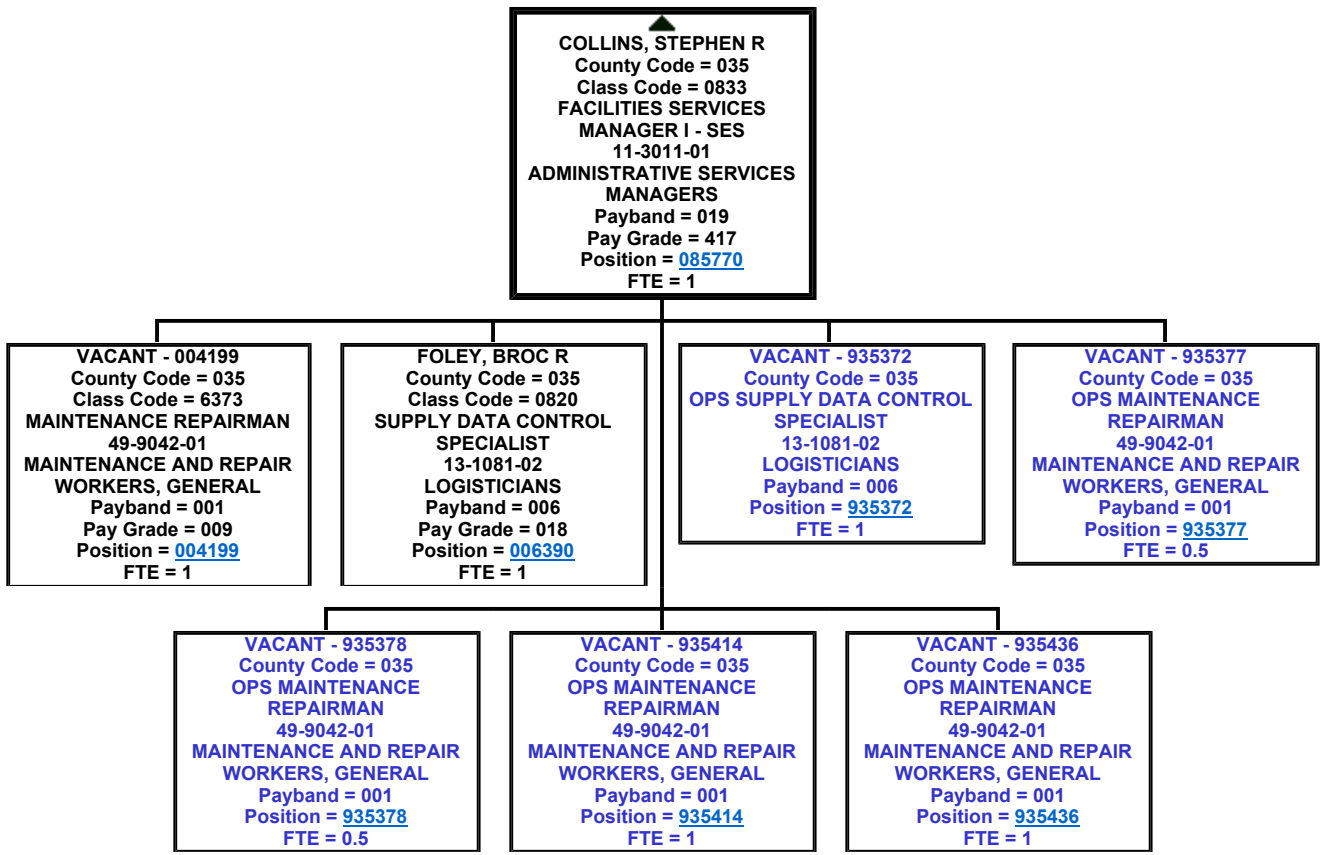 COLLINS, STEPHEN R
County Code = 035
Class Code = 0833
FACILITIES SERVICES
MANAGER I - SES
11-3011-01
ADMINISTRATIVE SERVICES
MANAGERS
Payband = 019
Pay Grade = 417
Position = 085770
FTE = 1
VACANT - 004199
County Code = 035
Class Code = 6373
MAINTENANCE REPAIRMAN
49-9042-01
MAINTENANCE AND REPAIR
WORKERS, GENERAL
Payband = 001
Pay Grade = 009
Position = 004199
FTE = 1
FOLEY, BROC R
County Code = 035
Class Code = 0820
SUPPLY DATA CONTROL
SPECIALIST
13-1081-02
LOGISTICIANS
Payband = 006
Pay Grade = 018
Position = 006390
FTE = 1
VACANT - 935372
County Code = 035
OPS SUPPLY DATA CONTROL
SPECIALIST
13-1081-02
LOGISTICIANS
Payband = 006
Position = 935372
FTE = 1
VACANT - 935377
County Code = 035
OPS MAINTENANCE
REPAIRMAN
49-9042-01
MAINTENANCE AND REPAIR
WORKERS, GENERAL
Payband = 001
Position = 935377
FTE = 0.5
VACANT - 935378
County Code = 035
OPS MAINTENANCE
REPAIRMAN
49-9042-01
MAINTENANCE AND REPAIR
WORKERS, GENERAL
Payband = 001
Position = 935378
FTE = 0.5
VACANT - 935414
County Code = 035
OPS MAINTENANCE
REPAIRMAN
49-9042-01
MAINTENANCE AND REPAIR
WORKERS, GENERAL
Payband = 001
Position = 935414
FTE = 1
VACANT - 935436
County Code = 035
OPS MAINTENANCE
REPAIRMAN
49-9042-01
MAINTENANCE AND REPAIR
WORKERS, GENERAL
Payband = 001
Position = 935436
FTE = 1